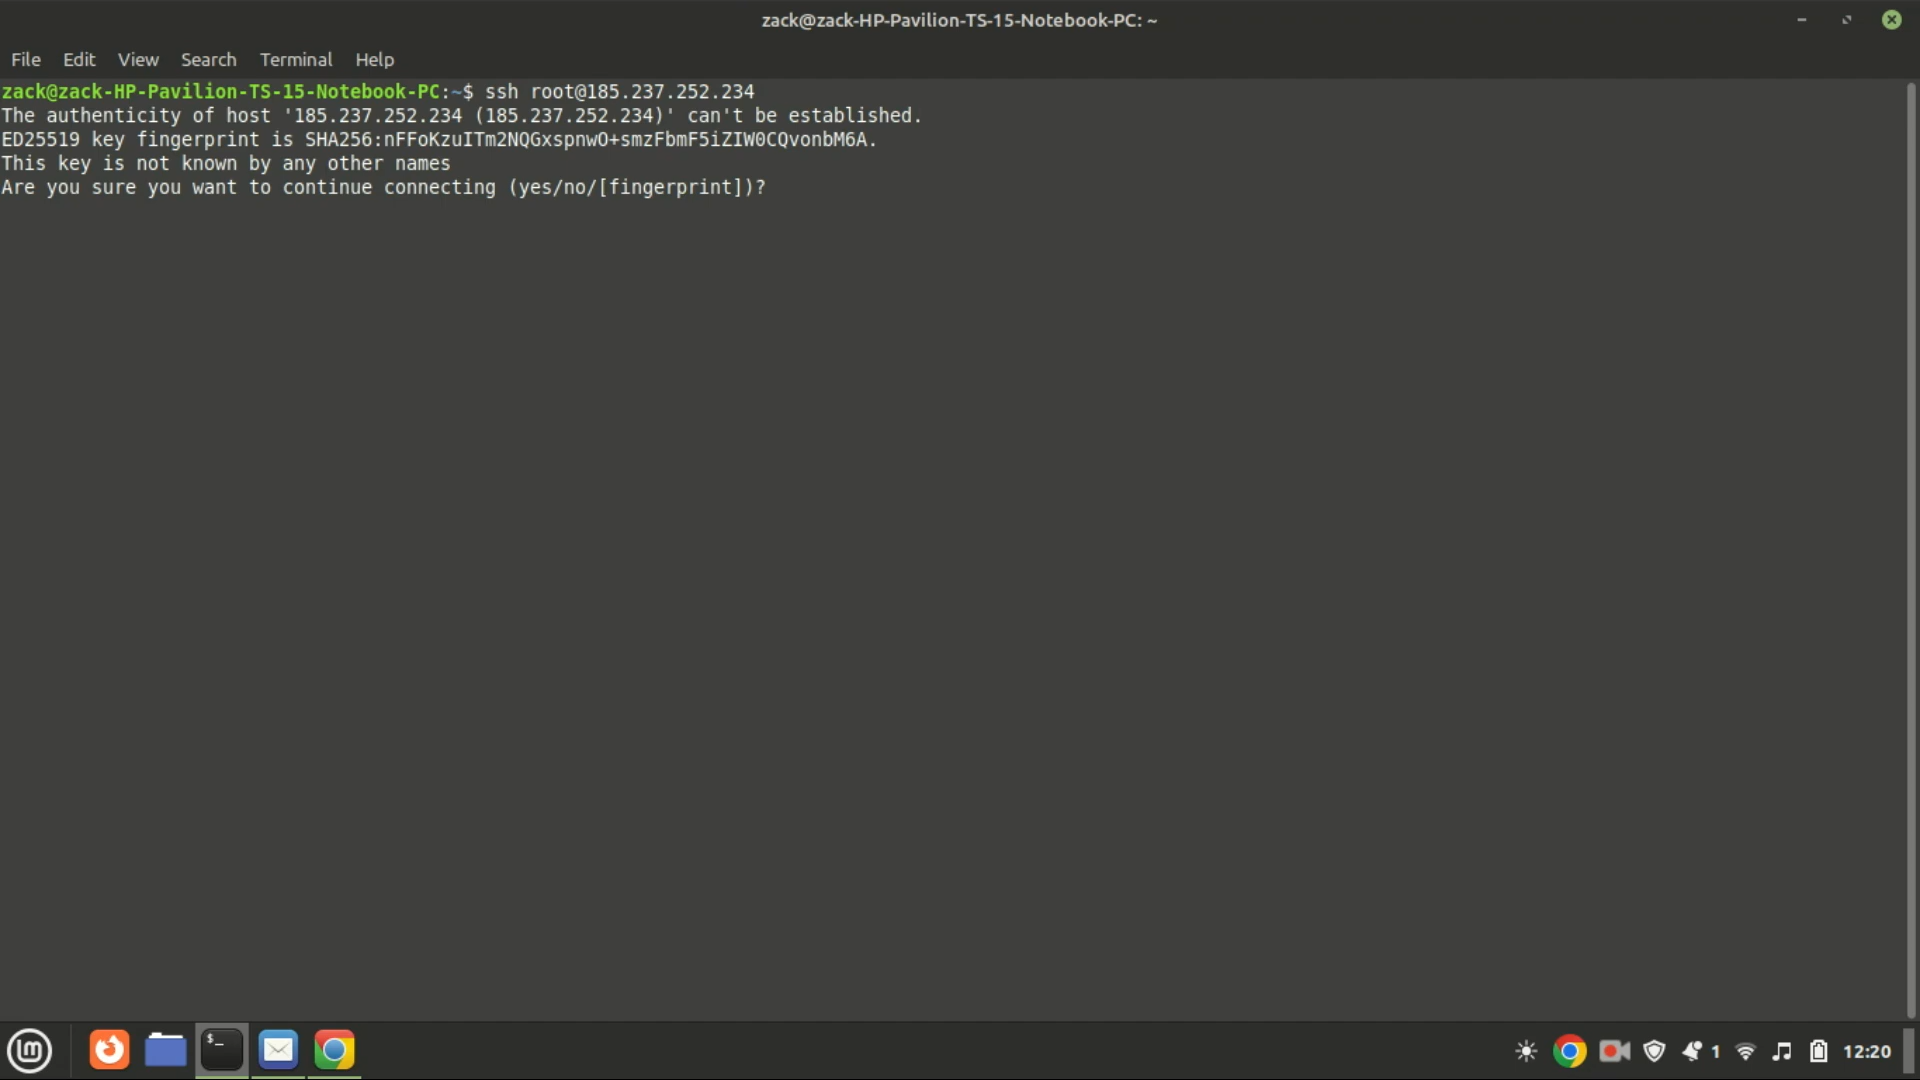 zack@zack-HP-Pavilion-TS-15-Notebook-PC: ~
File Edit View Search Terminal Help
zack@zack-HP-Pavilion-TS-15-Notebook-PC:~$ ssh root@185.237.252.234
The authenticity of host '185.237.252.234 (185.237.252.234)' can't be established.
ED25519 key fingerprint is SHA256:nFFoKzuITm2NQGxspnwO+smzFbmF5iZIW0CQvonbM6A.
This key is not known by any other names
Are you sure you want to continue connecting (yes/no/[fingerprint])?
$_
1 12:20